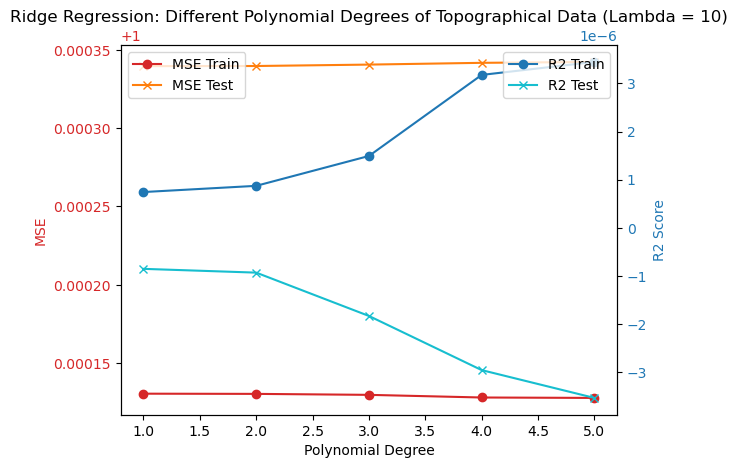 Ridge Regression: Different Polynomial Degrees of Topographical Data (Lambda = 10)
+1
1e−6
MSE Train
MSE Test
R2 Train
R2 Test
0.00035
0.00030
0.00025
0.00020
0.00015
MSE
3
2
1
0
−1
−2
−3
R2 Score
1.0 1.5 2.0 2.5 3.0 3.5 4.0 4.5 5.0
Polynomial Degree